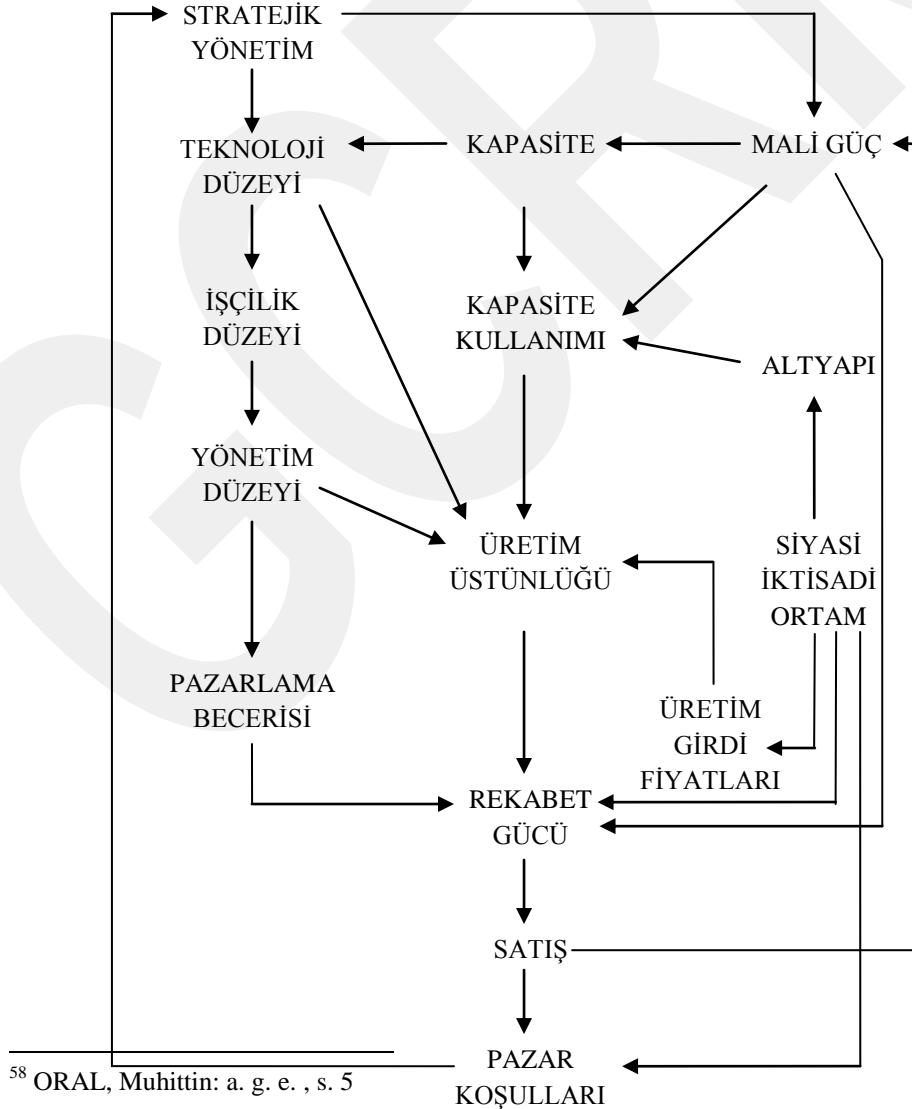 STRATEJİK
YÖNETİM
TEKNOLOJİ
DÜZEYİ
KAPASİTE
MALİ GÜÇ
İŞÇİLİK
DÜZEYİ
KAPASİTE
KULLANIMI
ALTYAPI
YÖNETİM
DÜZEYİ
ÜRETİM
ÜSTÜNLÜĞÜ
SİYASİ
İKTİSADİ
ORTAM
PAZARLAMA
BECERİSİ
ÜRETİM
GİRDİ
FİYATLARI
REKABET
GÜCÜ
SATIŞ
PAZAR
KOŞULLARI
58 ORAL, Muhittin: a. g. e. , s. 5